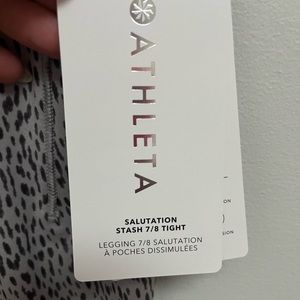 ATHLETA
SALUTATION
STASH 7/8 TIGHT
LEGGING 7/8 SALUTATION
À POCHES DISSIMULÉES